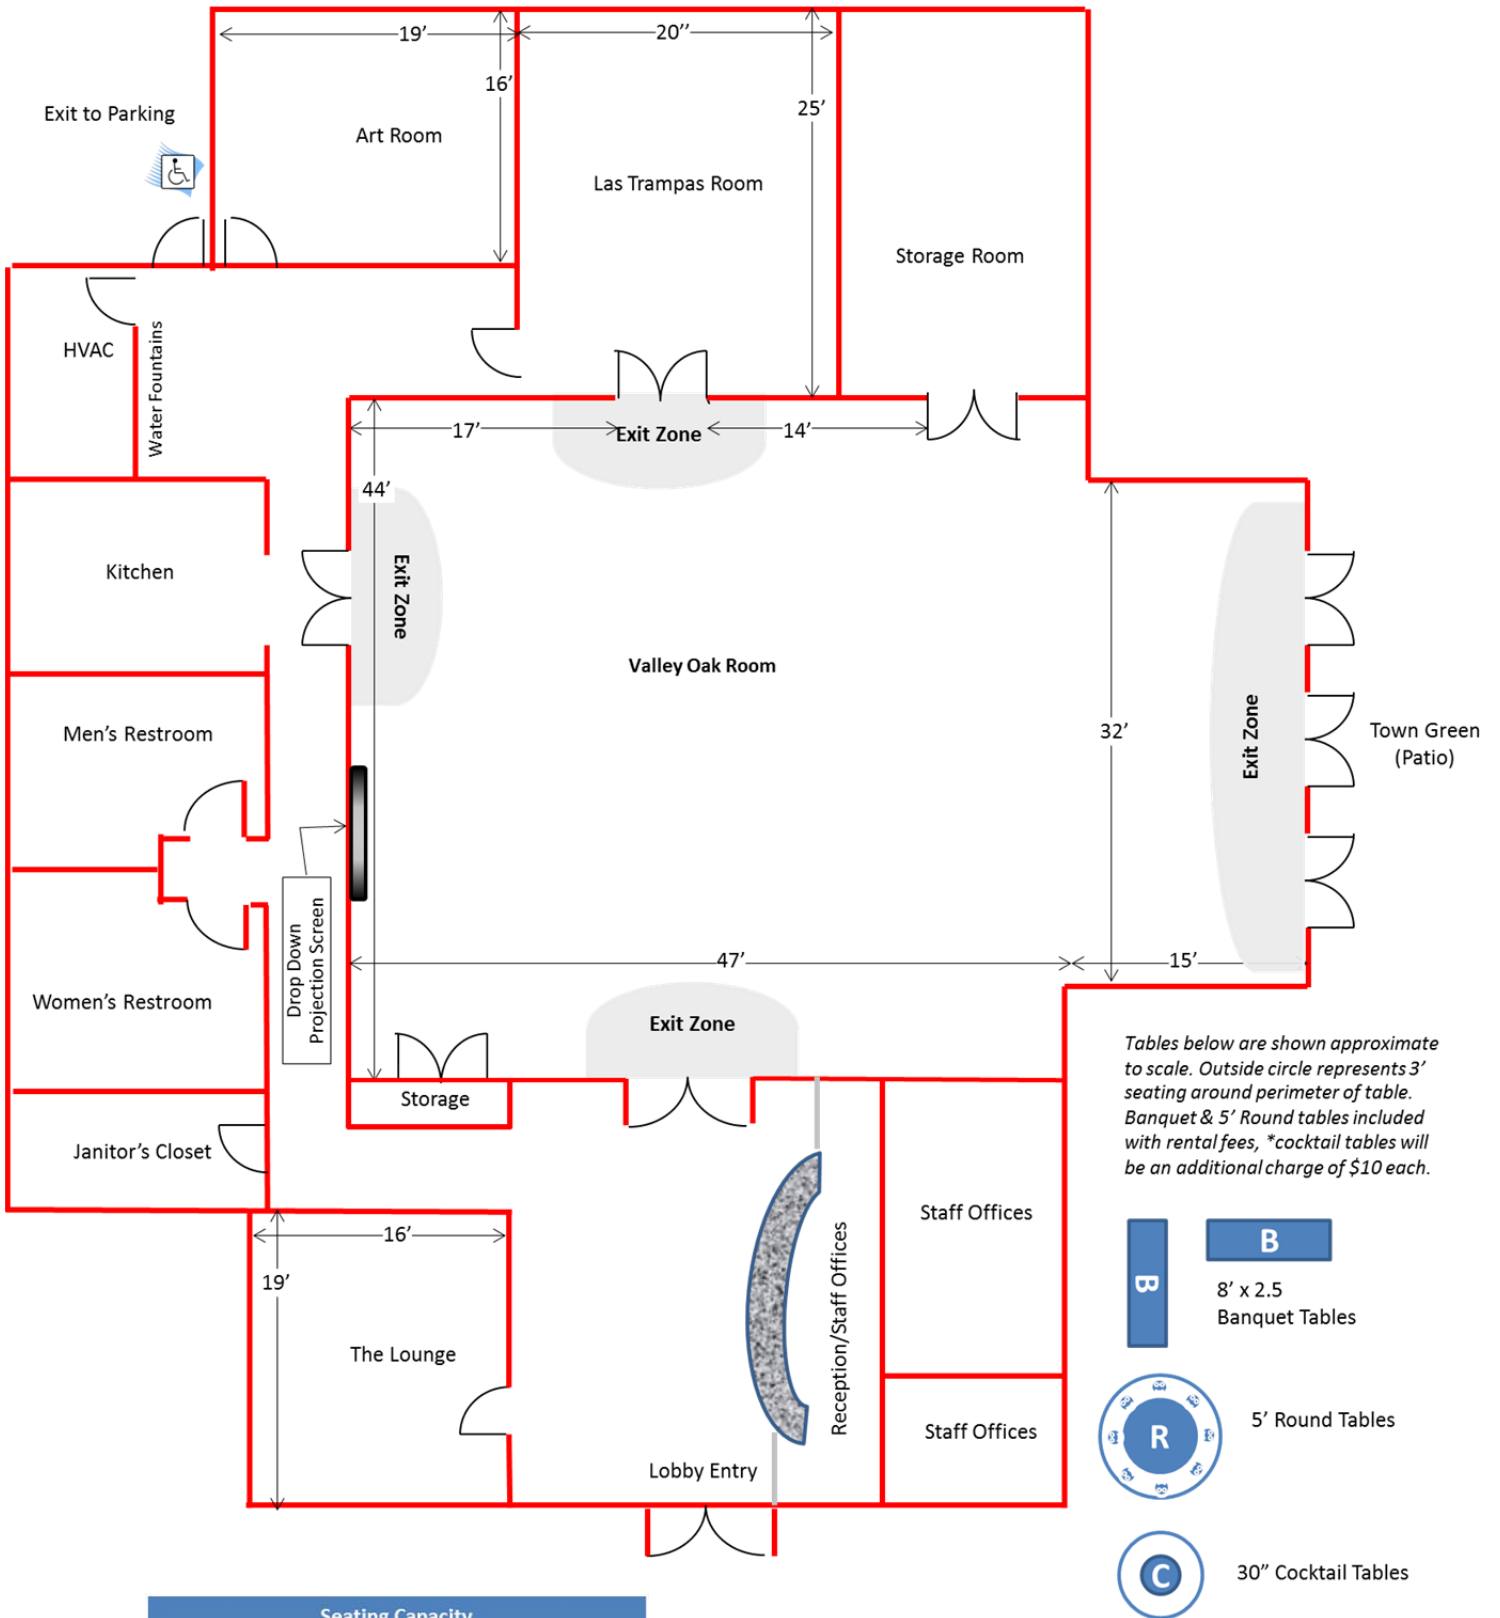 19’
20’’
16’
25’
Exit to Parking
Art Room
Las Trampas Room
Storage Room
HVAC
Water Fountains
17’
Exit Zone
14’
44’
Exit Zone
Kitchen
Valley Oak Room
Men’s Restroom
32’
Exit Zone
Town Green
(Patio)
Drop Down
Projection Screen
47’
15’
Women’s Restroom
Exit Zone
Storage
Janitor’s Closet
Tables below are shown approximate
to scale. Outside circle represents 3’
seating around perimeter of table.
Banquet & 5’ Round tables included
with rental fees, *cocktail tables will
be an additional charge of $10 each.
16’
19’
The Lounge
Reception/Staff Offices
Staff Offices
Staff Offices
Lobby Entry
B
B
8’ x 2.5
Banquet Tables
R
5’ Round Tables
C
30” Cocktail Tables
Seating Capacity